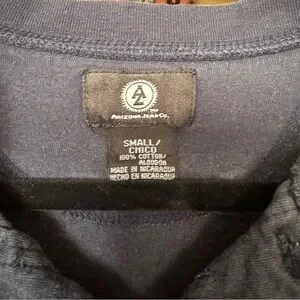 AZ
ARIZONA JEAN CO.
SMALL/
CHICO
100% COTTON/
ALGODON
MADE IN NICARAGUA
HECHO EN NICARAGUA